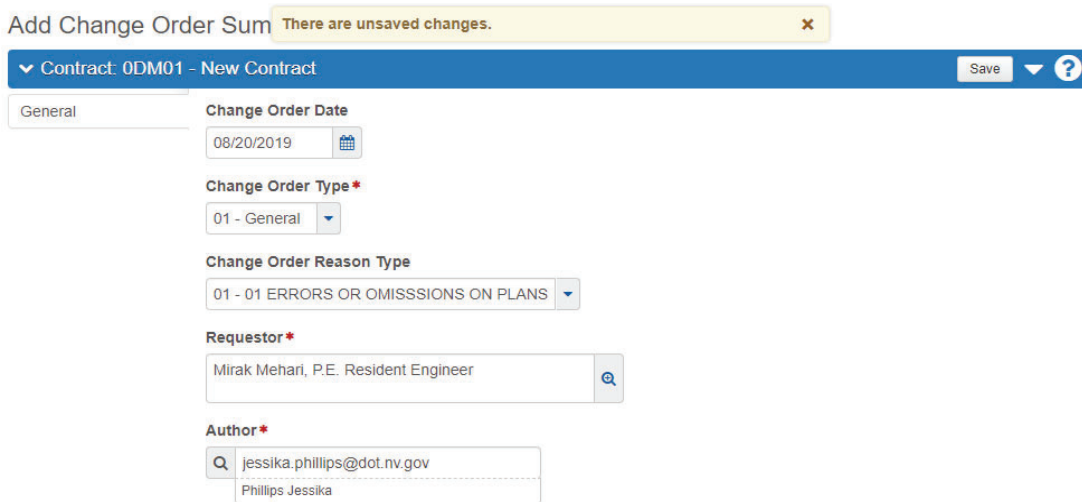 Add Change Order Sum
There are unsaved changes.
×
Contract: 0DM01 - New Contract
Save
?
General
Change Order Date
08/20/2019
Change Order Type*
01 - General
Change Order Reason Type
01 - 01 ERRORS OR OMISSSIONS ON PLANS
Requestor*
Mirak Mehari, P.E. Resident Engineer
Author*
jessika.phillips@dot.nv.gov
Phillips Jessika